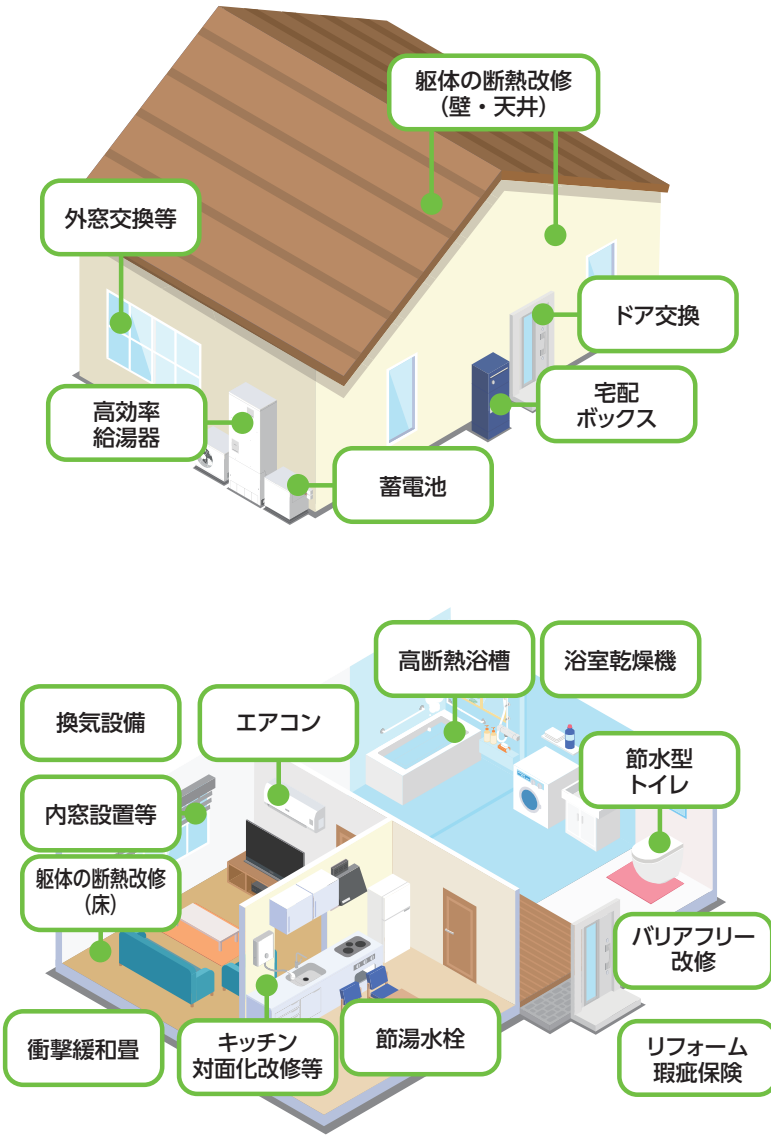 躯体の断熱改修
（壁・天井）
外窓交換等
ドア交換
高効率
給湯器
宅配
ボックス
蓄電池
高断熱浴槽
浴室乾燥機
換気設備
エアコン
節水型
トイレ
内窓設置等
躯体の断熱改修
（床）
バリアフリー
改修
衝撃緩和畳
キッチン
対面化改修等
節湯水栓
リフォーム
瑕疵保険